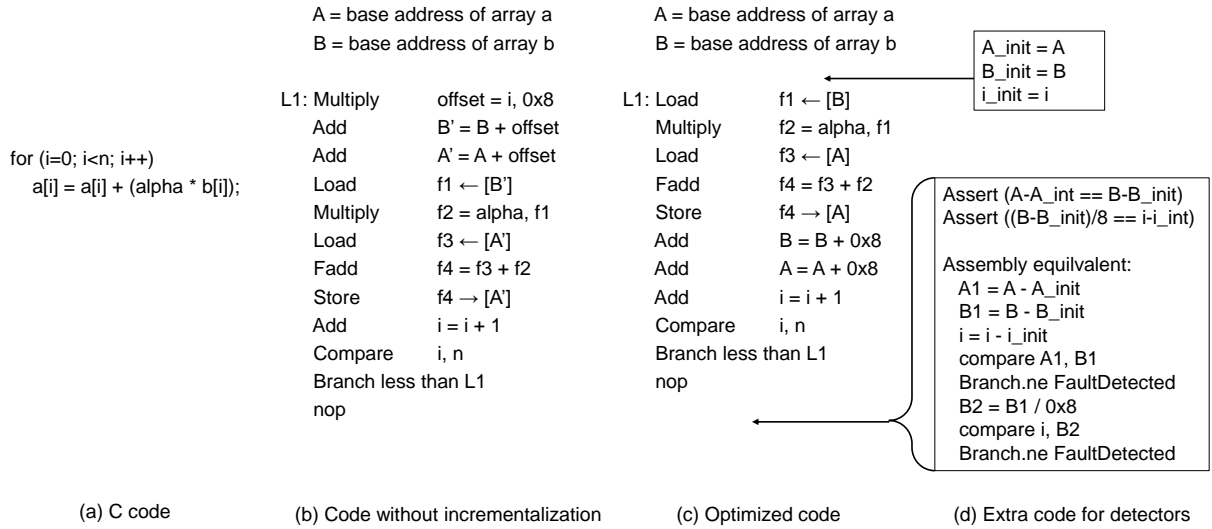 for (i=0; i<n; i++)
a[i] = a[i] + (alpha * b[i]);
(a) C code
A = base address of array a
B = base address of array b
L1: Multiply offset = i, 0x8
Add B' = B + offset
Add A' = A + offset
Load f1 ← [B']
Multiply f2 = alpha, f1
Load f3 ← [A']
Fadd f4 = f3 + f2
Store f4 → [A']
Add i = i + 1
Compare i, n
Branch less than L1
nop
(b) Code without incrementalization
A = base address of array a
B = base address of array b
L1: Load f1 ← [B]
Multiply f2 = alpha, f1
Load f3 ← [A]
Fadd f4 = f3 + f2
Store f4 → [A]
Add B = B + 0x8
Add A = A + 0x8
Add i = i + 1
Compare i, n
Branch less than L1
nop
(c) Optimized code
A_init = A
B_init = B
i_init = i
Assert (A-A_int == B-B_init)
Assert ((B-B_init)/8 == i-i_int)
Assembly equilvalent:
A1 = A - A_init
B1 = B - B_init
i = i - i_init
compare A1, B1
Branch.ne FaultDetected
B2 = B1 / 0x8
compare i, B2
Branch.ne FaultDetected
(d) Extra code for detectors